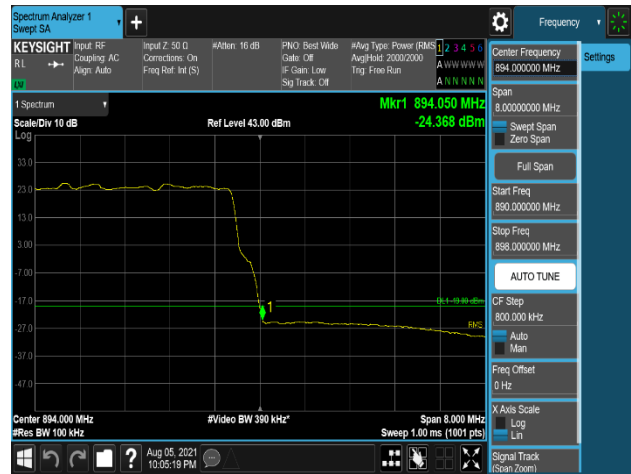 Spectrum Analyzer 1
Swept SA
Frequency
KEYSIGHT
RL
LXI
Input: RF
Coupling: AC
Align: Auto
Input Z: 50 Ω
Corrections: On
Freq Ref: Int (S)
#Atten: 16 dB
PNO: Best Wide
Gate: Off
IF Gain: Low
Sig Track: Off
#Avg Type: Power (RMS
Avg|Hold: 2000/2000
Trig: Free Run
1 2 3 4 5 6
A W W W W W
A N N N N N
1 Spectrum
Scale/Div 10 dB
Ref Level 43.00 dBm
Mkr1 894.050 MHz
-24.368 dBm
Log
33.0
23.0
13.0
3.00
-7.00
-17.0
-27.0
-37.0
-47.0
1
DL1 -19.00 dBm
RMS
Center 894.000 MHz
#Res BW 100 kHz
#Video BW 390 kHz*
Span 8.000 MHz
Sweep 1.00 ms (1001 pts)
Aug 05, 2021
10:05:19 PM
?
Center Frequency
894.000000 MHz
Settings
Span
8.00000000 MHz
Swept Span
Zero Span
Full Span
Start Freq
890.000000 MHz
Stop Freq
898.000000 MHz
AUTO TUNE
CF Step
800.000 kHz
Auto
Man
Freq Offset
0 Hz
X Axis Scale
Log
Lin
Signal Track
(Span Zoom)